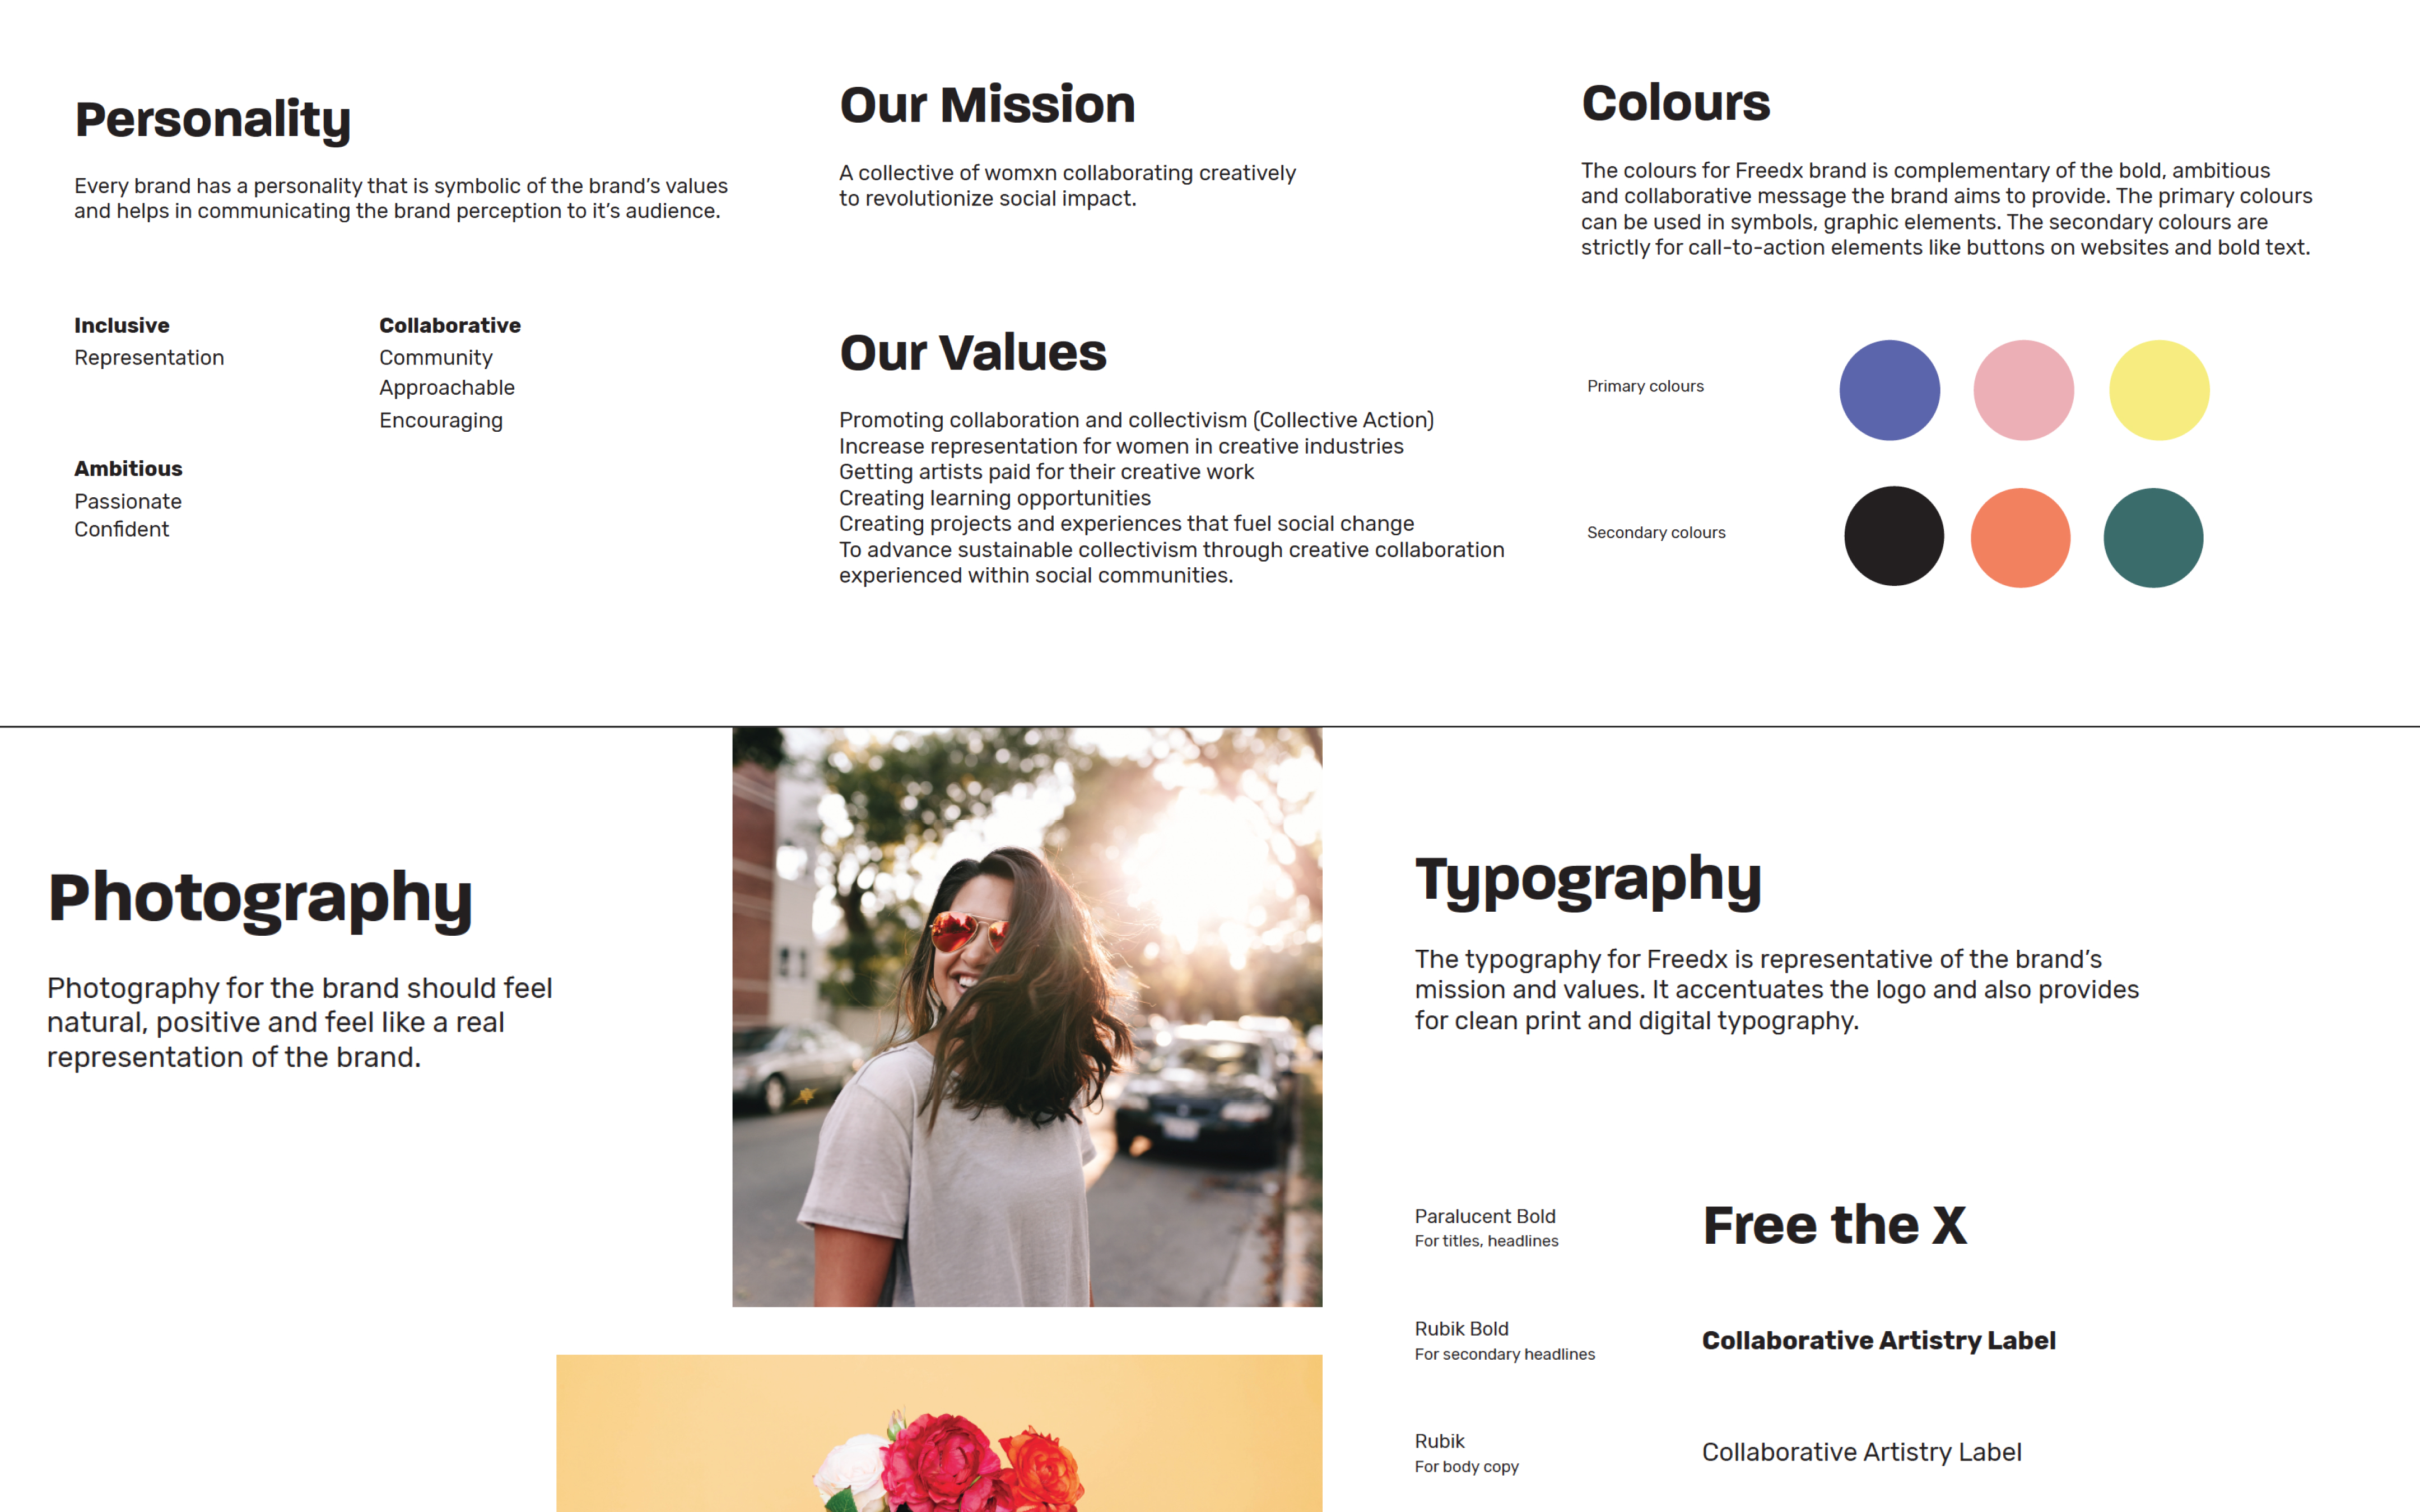 Personality
Every brand has a personality that is symbolic of the brand's values
and helps in communicating the brand perception to it's audience.
Inclusive
Representation
Collaborative
Community
Approachable
Encouraging
Ambitious
Passionate
Confident
Our Mission
A collective of womxn collaborating creatively
to revolutionize social impact.
Our Values
Promoting collaboration and collectivism (Collective Action)
Increase representation for women in creative industries
Getting artists paid for their creative work
Creating learning opportunities
Creating projects and experiences that fuel social change
To advance sustainable collectivism through creative collaboration
experienced within social communities.
Colours
The colours for Freedx brand is complementary of the bold, ambitious
and collaborative message the brand aims to provide. The primary colours
can be used in symbols, graphic elements. The secondary colours are
strictly for call-to-action elements like buttons on websites and bold text.
Primary colours
Secondary colours
Photography
Photography for the brand should feel
natural, positive and feel like a real
representation of the brand.
Typography
The typography for Freedx is representative of the brand's
mission and values. It accentuates the logo and also provides
for clean print and digital typography.
Paralucent Bold
For titles, headlines
Free the X
Rubik Bold
For secondary headlines
Collaborative Artistry Label
Rubik
For body copy
Collaborative Artistry Label